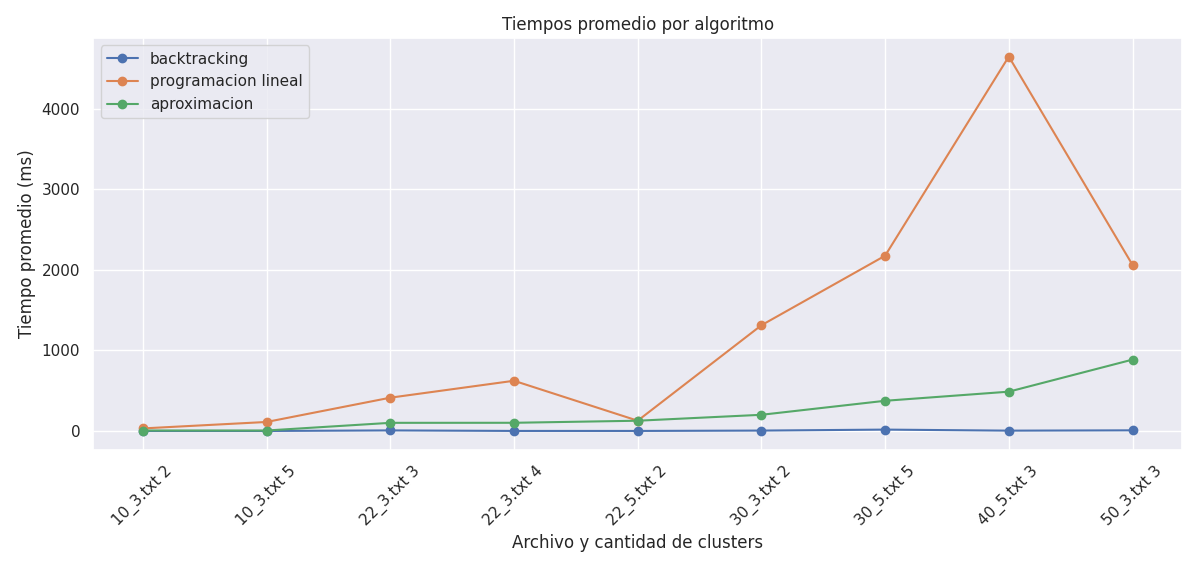 Tiempos promedio por algoritmo
backtracking
programacion lineal
aproximacion
Tiempo promedio (ms)
4000
3000
2000
1000
0
10_3.txt 2
10_3.txt 5
22_3.txt 3
22_3.txt 4
22_5.txt 2
30_3.txt 2
30_5.txt 5
40_5.txt 3
50_3.txt 3
Archivo y cantidad de clusters